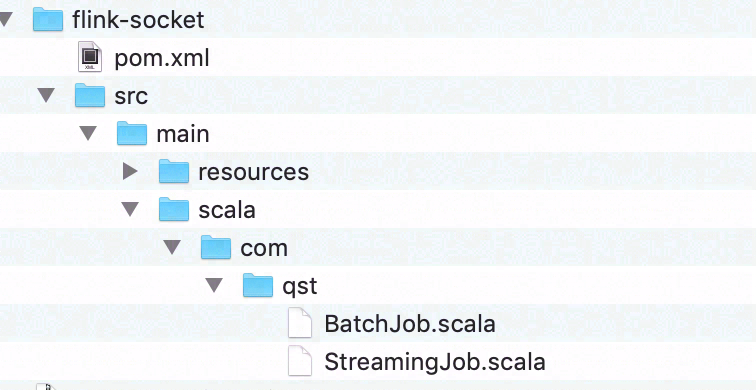 flink-socket
pom.xml
src
main
resources
scala
com
qst
BatchJob.scala
StreamingJob.scala